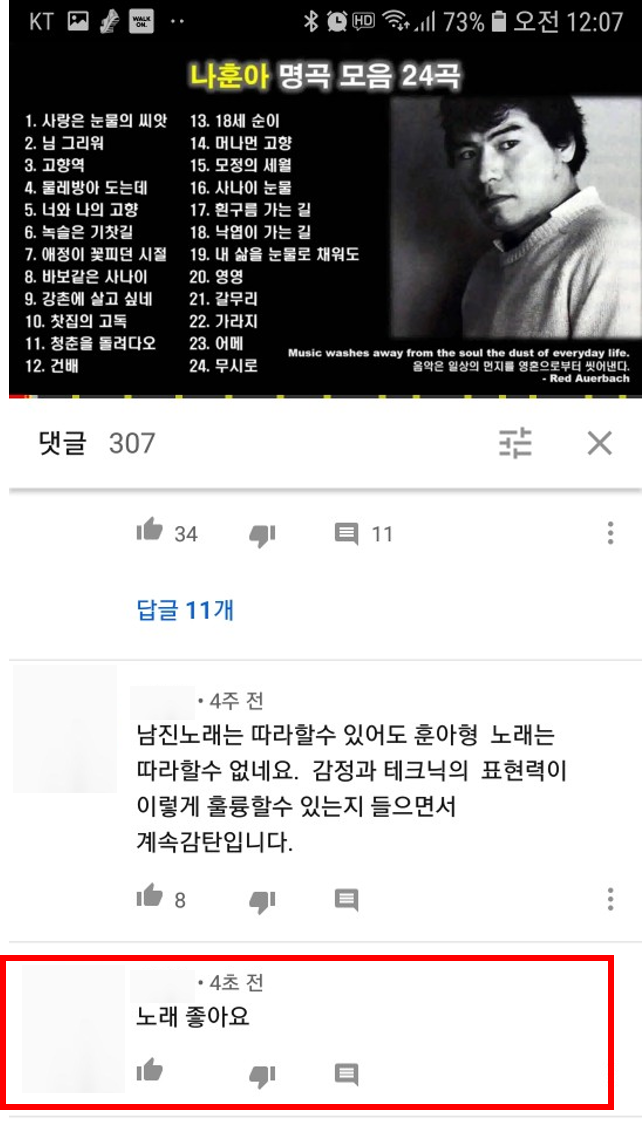 KT WALK ON. HD 73% 오전 12:07
나훈아 명곡 모음 24곡
1. 사랑은 눈물의 씨앗
2. 님 그리워
3. 고향역
4. 물레방아 도는데
5. 너와 나의 고향
6. 녹슬은 기찻길
7. 애정이 꽃피던 시절
8. 바보같은 사나이
9. 강촌에 살고 싶네
10. 찻집의 고독
11. 청춘을 돌려다오
12. 건배
13. 18세 순이
14. 머나먼 고향
15. 모정의 세월
16. 사나이 눈물
17. 흰구름 가는 길
18. 낙엽이 가는 길
19. 내 삶을 눈물로 채워도
20. 영영
21. 갈무리
22. 가라지
23. 어메
24. 무시로
Music washes away from the soul the dust of everyday life.
음악은 일상의 먼지를 영혼으로부터 씻어낸다.
- Red Auerbach
댓글 307
34 11
답글 11개
• 4주 전
남진노래는 따라할수 있어도 훈아형 노래는
따라할수 없네요. 감정과 테크닉의 표현력이
이렇게 훌륭할수 있는지 들으면서
계속감탄입니다.
8
• 4초 전
노래 좋아요